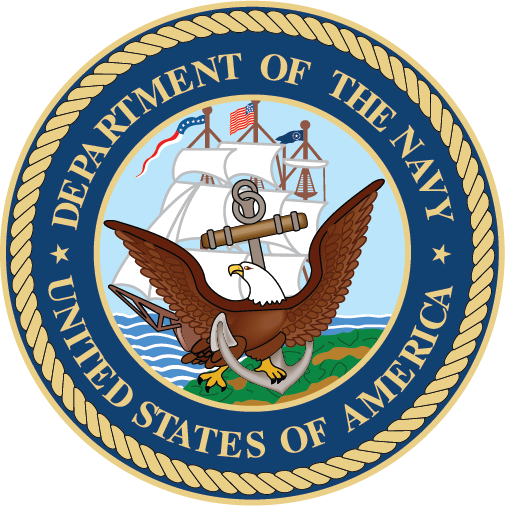 DEPARTMENT OF THE NAVY
UNITED STATES OF AMERICA